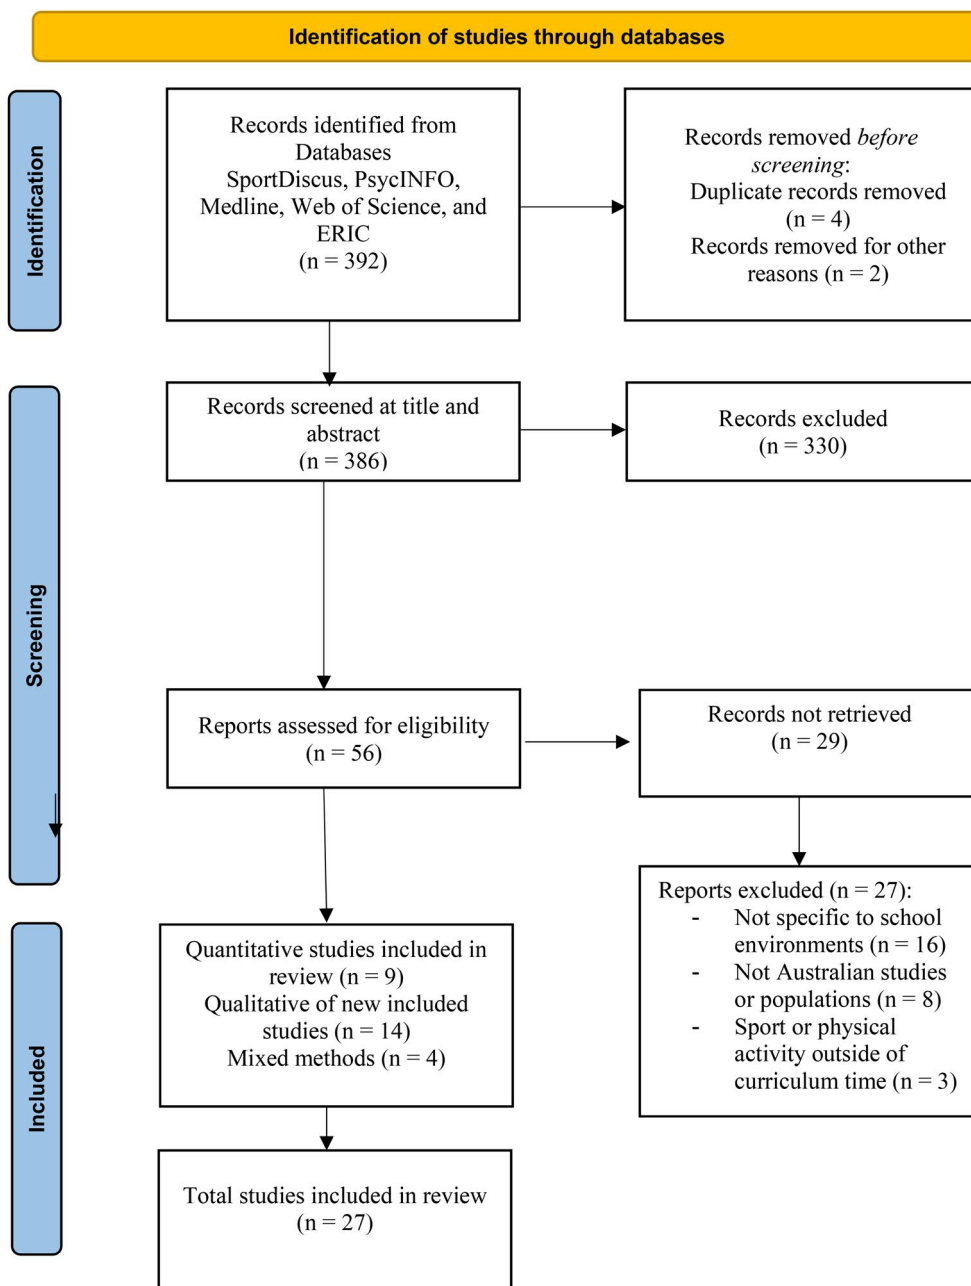 Identification of studies through databases
Identification
Records identified from
Databases
SportDiscus, PsycINFO,
Medline, Web of Science, and
ERIC
(n = 392)
Records removed before
screening:
Duplicate records removed
(n = 4)
Records removed for other
reasons (n = 2)
Screening
Records screened at title and
abstract
(n = 386)
Records excluded
(n = 330)
Reports assessed for eligibility
(n = 56)
Records not retrieved
(n = 29)
Reports excluded (n = 27):
- Not specific to school
environments (n = 16)
- Not Australian studies
or populations (n = 8)
- Sport or physical
activity outside of
curriculum time (n = 3)
Included
Quantitative studies included in
review (n = 9)
Qualitative of new included
studies (n = 14)
Mixed methods (n = 4)
Total studies included in review
(n = 27)